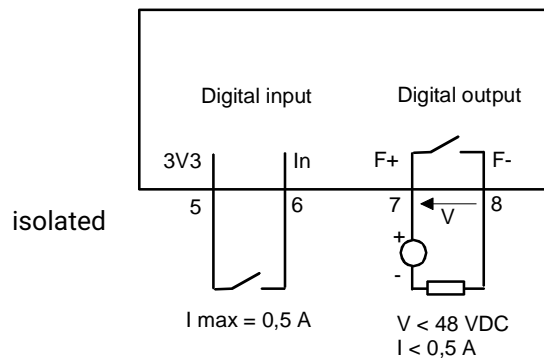 Digital input
Digital output
3V3
In
F+
F-
isolated
5
6
7
V
8
+
-
I max = 0,5 A
V < 48 VDC
I < 0,5 A